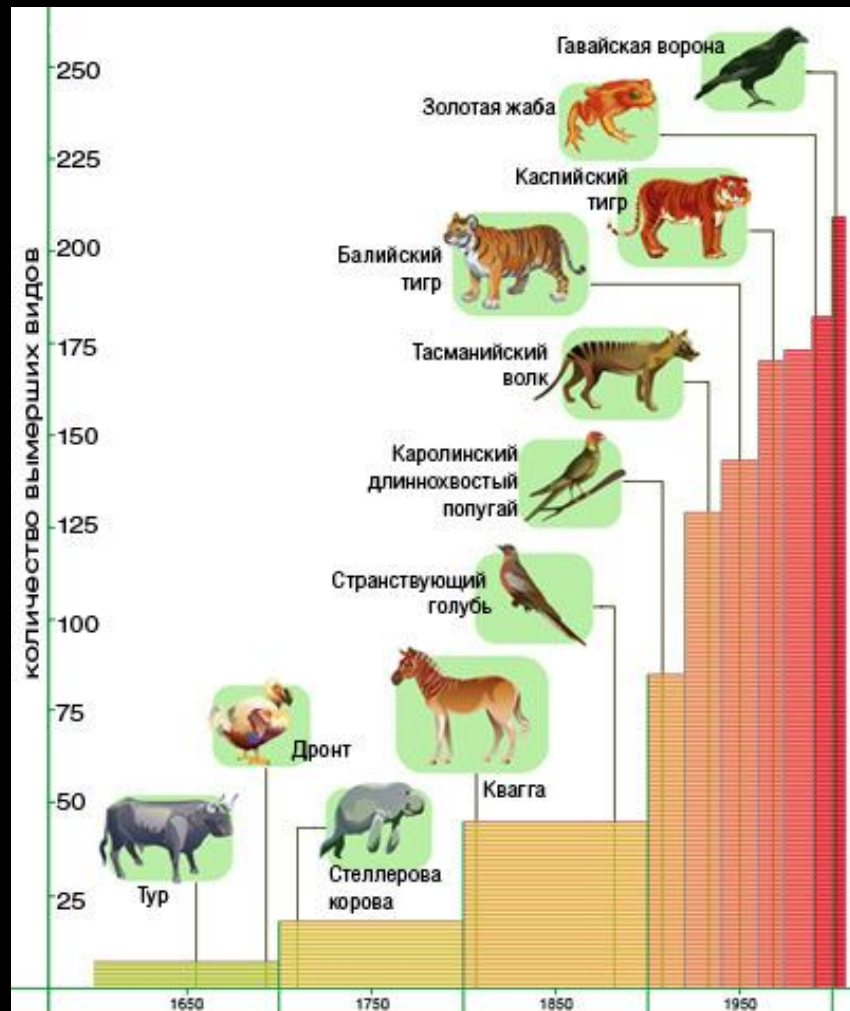 количество вымерших видов
250
225
200
175
150
125
100
75
50
25
Гавайская ворона
Золотая жаба
Каспийский
тигр
Балийский
тигр
Тасманийский
волк
Каролинский
длиннохвостый
попугай
Странствующий
голубь
Квагга
Дронт
Стеллерова
корова
Тур
1650
1750
1850
1950